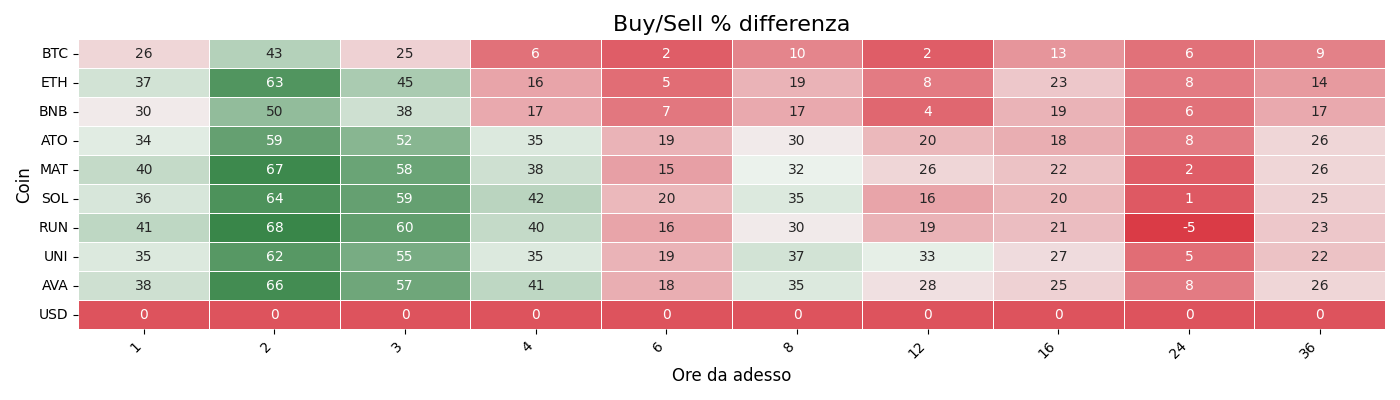 Buy/Sell % differenza
Coin
BTC 26 43 25 6 2 10 2 13 6 9
ETH 37 63 45 16 5 19 8 23 8 14
BNB 30 50 38 17 7 17 4 19 6 17
ATO 34 59 52 35 19 30 20 18 8 26
MAT 40 67 58 38 15 32 26 22 2 26
SOL 36 64 59 42 20 35 16 20 1 25
RUN 41 68 60 40 16 30 19 21 -5 23
UNI 35 62 55 35 19 37 33 27 5 22
AVA 38 66 57 41 18 35 28 25 8 26
USD 0 0 0 0 0 0 0 0 0 0
1 2 3 4 6 8 12 16 24 36
Ore da adesso